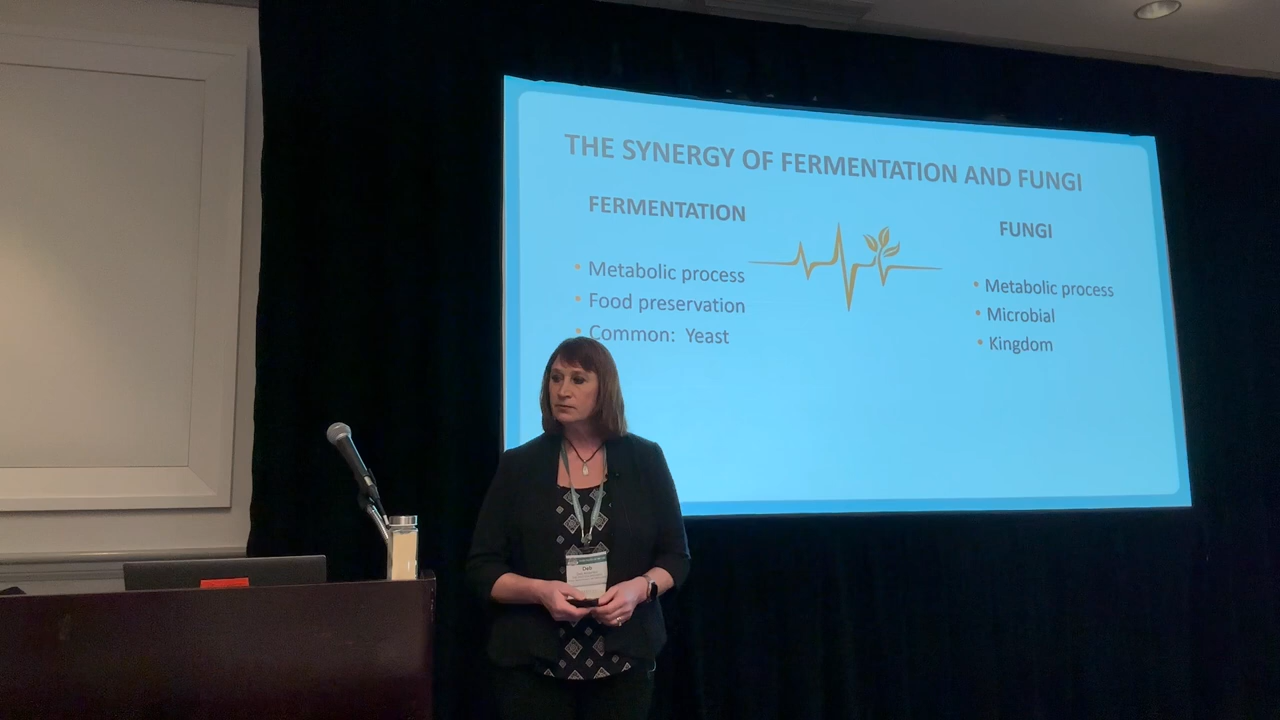 THE SYNERGY OF FERMENTATION AND FUNGI
FERMENTATION
• Metabolic process
• Food preservation
• Common: Yeast
FUNGI
• Metabolic process
• Microbial
• Kingdom
Deb